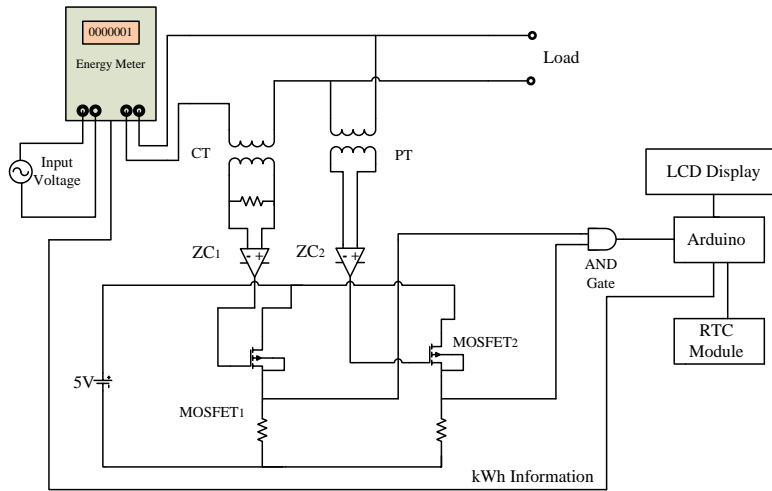 0000001
Energy Meter
Load
CT
PT
Input
Voltage
LCD Display
ZC1
ZC2
- +
- +
Arduino
AND
Gate
RTC
Module
MOSFET2
5V
+
MOSFET1
kWh Information